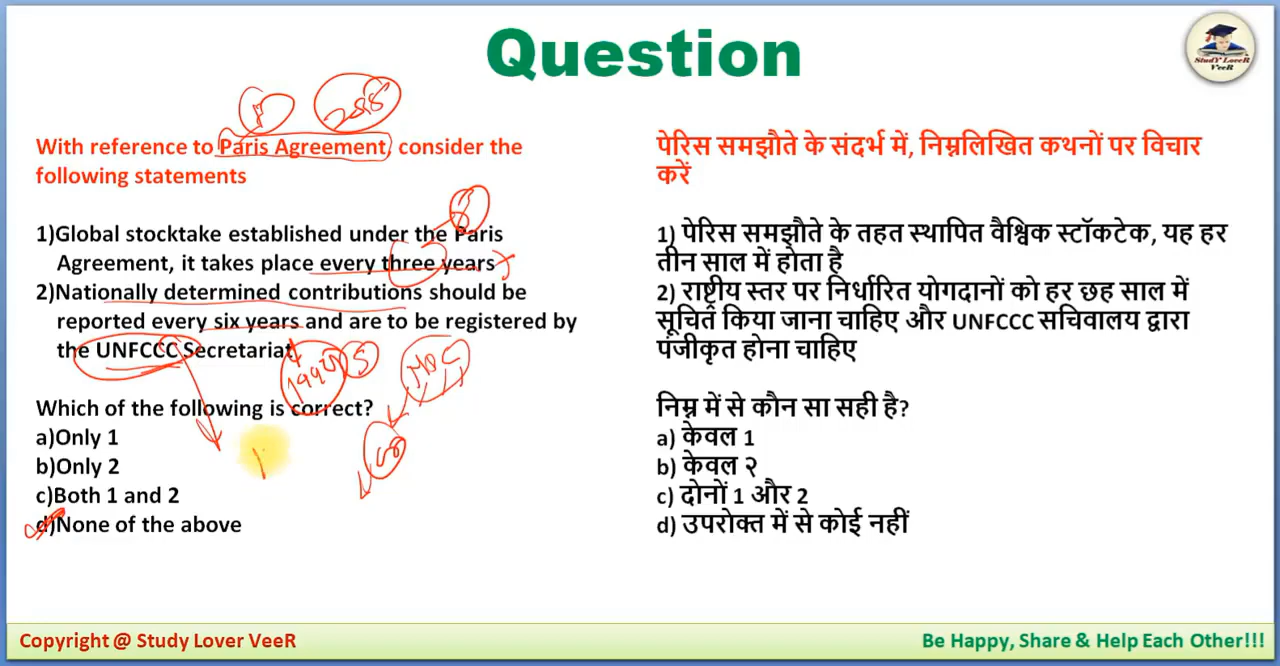 Question
StudY LoveR
VeeR
With reference to Paris Agreement, consider the
following statements
1)Global stocktake established under the Paris
Agreement, it takes place every three years
2)Nationally determined contributions should be
reported every six years and are to be registered by
the UNFCCC Secretariat
Which of the following is correct?
a)Only 1
b)Only 2
c)Both 1 and 2
d)None of the above
पेरिस समझौते के संदर्भ में, निम्नलिखित कथनों पर विचार
करें
1) पेरिस समझौते के तहत स्थापित वैश्विक स्टॉकटेक, यह हर
तीन साल में होता है
2) राष्ट्रीय स्तर पर निर्धारित योगदानों को हर छह साल में
सूचित किया जाना चाहिए और UNFCCC सचिवालय द्वारा
पंजीकृत होना चाहिए
निम्न में से कौन सा सही है?
a) केवल 1
b) केवल २
c) दोनों 1 और 2
d) उपरोक्त में से कोई नहीं
Copyright @ Study Lover VeeR
Be Happy, Share & Help Each Other!!!